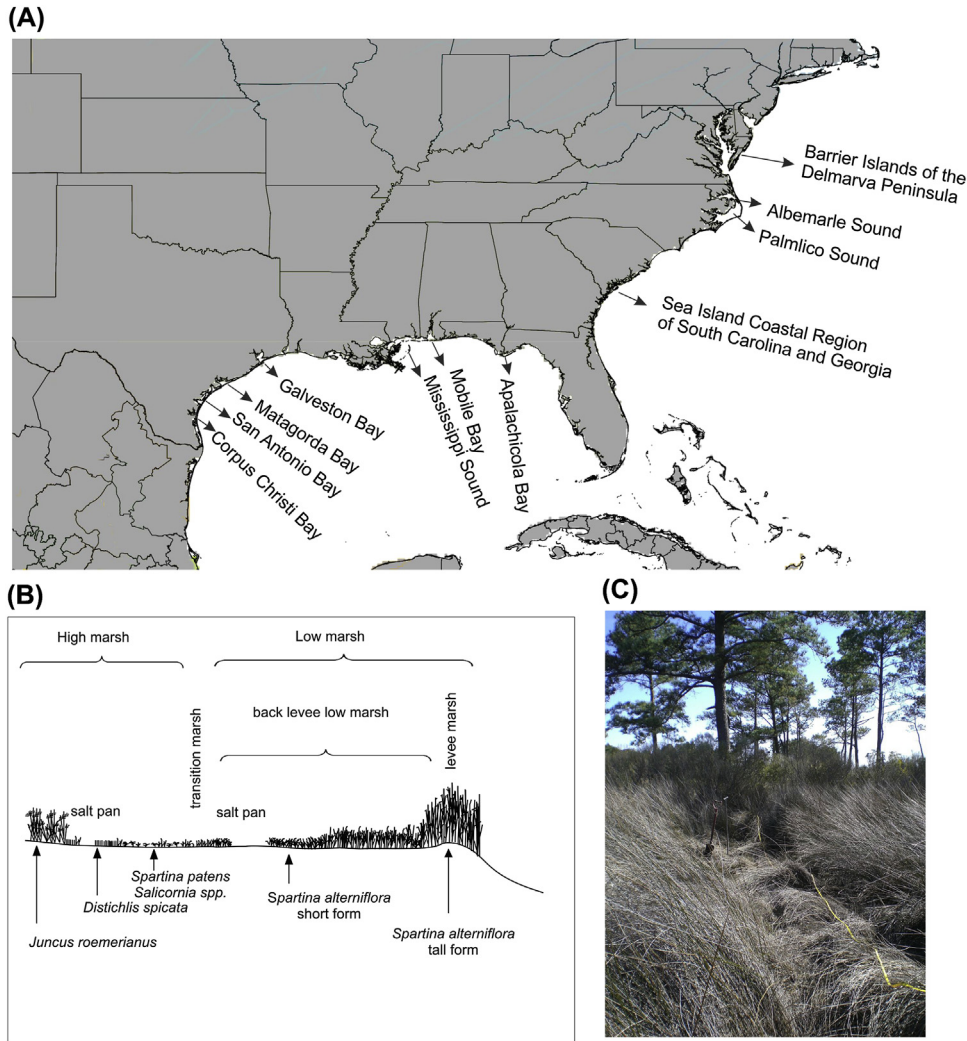 (A)
Barrier Islands of the
Delmarva Peninsula
Albemarle Sound
Palmlico Sound
Sea Island Coastal Region
of South Carolina and Georgia
Galveston Bay
Matagorda Bay
San Antonio Bay
Corpus Christi Bay
Mississippi Sound
Mobile Bay
Apalachicola Bay
(B)
High marsh
Low marsh
transition marsh
back levee low marsh
levee marsh
salt pan
salt pan
Spartina patens
Salicornia spp.
Distichlis spicata
Juncus roemerianus
Spartina alterniflora
short form
Spartina alterniflora
tall form
(C)